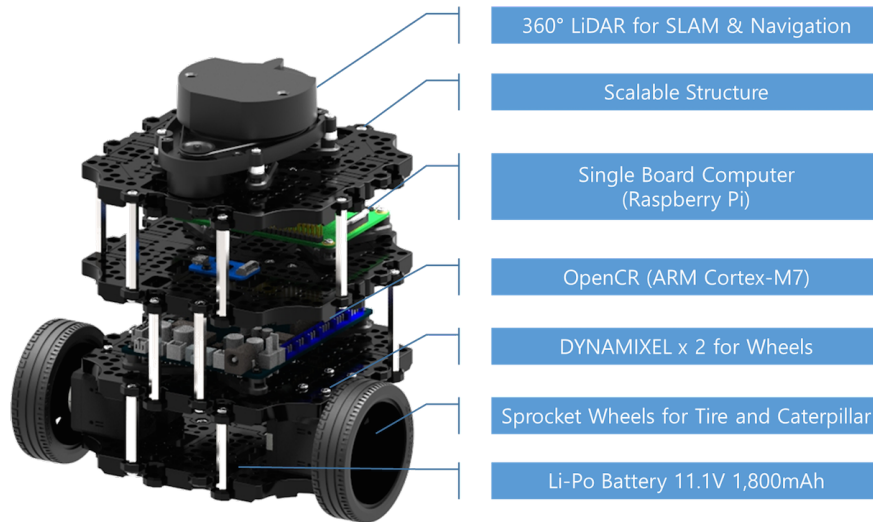 360° LiDAR for SLAM & Navigation
Scalable Structure
Single Board Computer
(Raspberry Pi)
OpenCR (ARM Cortex-M7)
DYNAMIXEL x 2 for Wheels
Sprocket Wheels for Tire and Caterpillar
Li-Po Battery 11.1V 1,800mAh